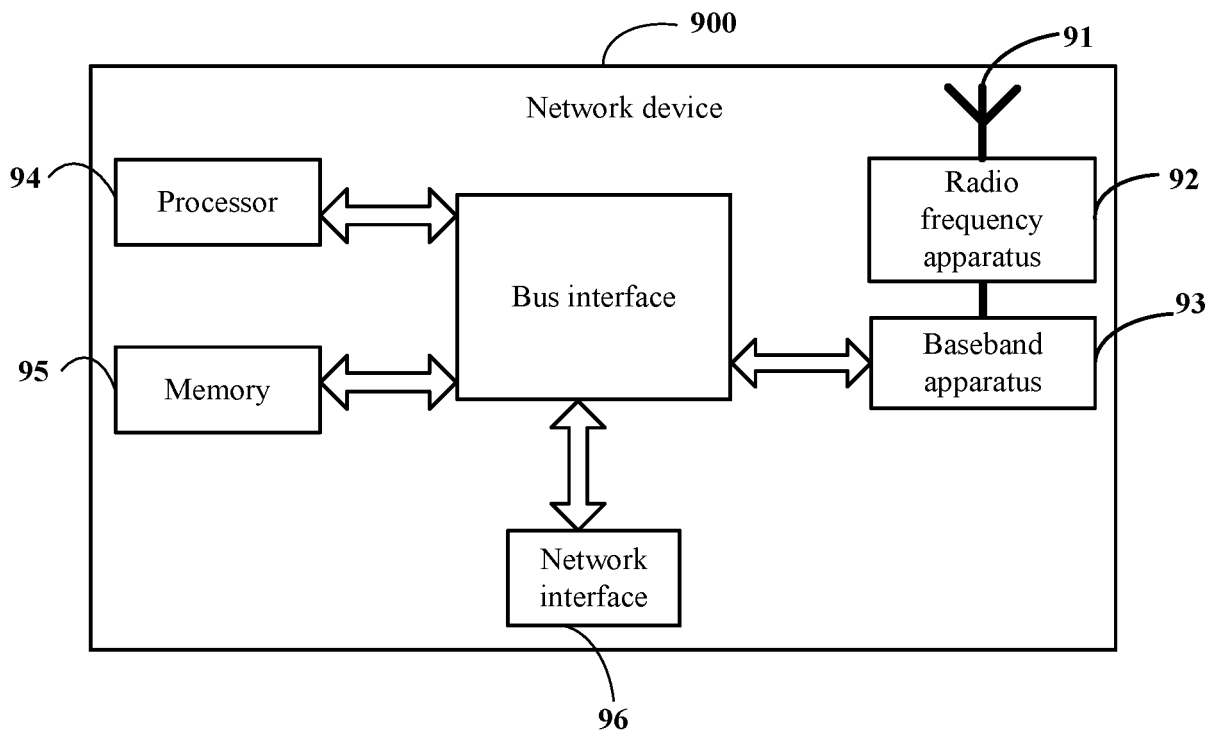 900
91
Network device
94
Processor
Radio
frequency
apparatus
92
Bus interface
93
Baseband
apparatus
95
Memory
Network
interface
96